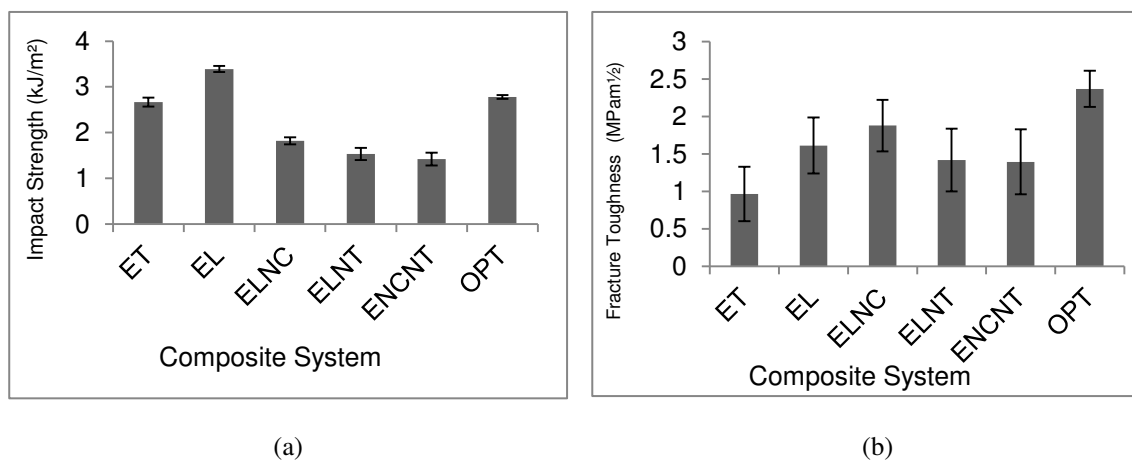 Impact Strength (kJ/m²)
4
3
2
1
0
ET
EL
ELNC
ELNT
ENCNT
OPT
Composite System
(a)
Fracture Toughness (MPam½)
3
2.5
2
1.5
1
0.5
0
ET
EL
ELNC
ELNT
ENCNT
OPT
Composite System
(b)